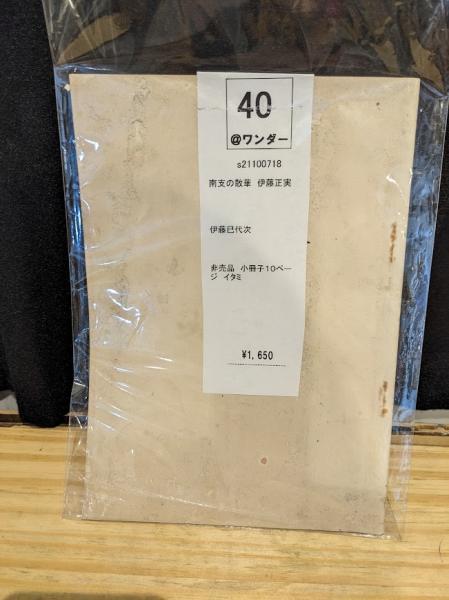 40
@ワンダー
s21100718
南支の散華 伊藤正実
伊藤巳代次
非売品 小冊子10ペー
ジ イタミ
¥1,650